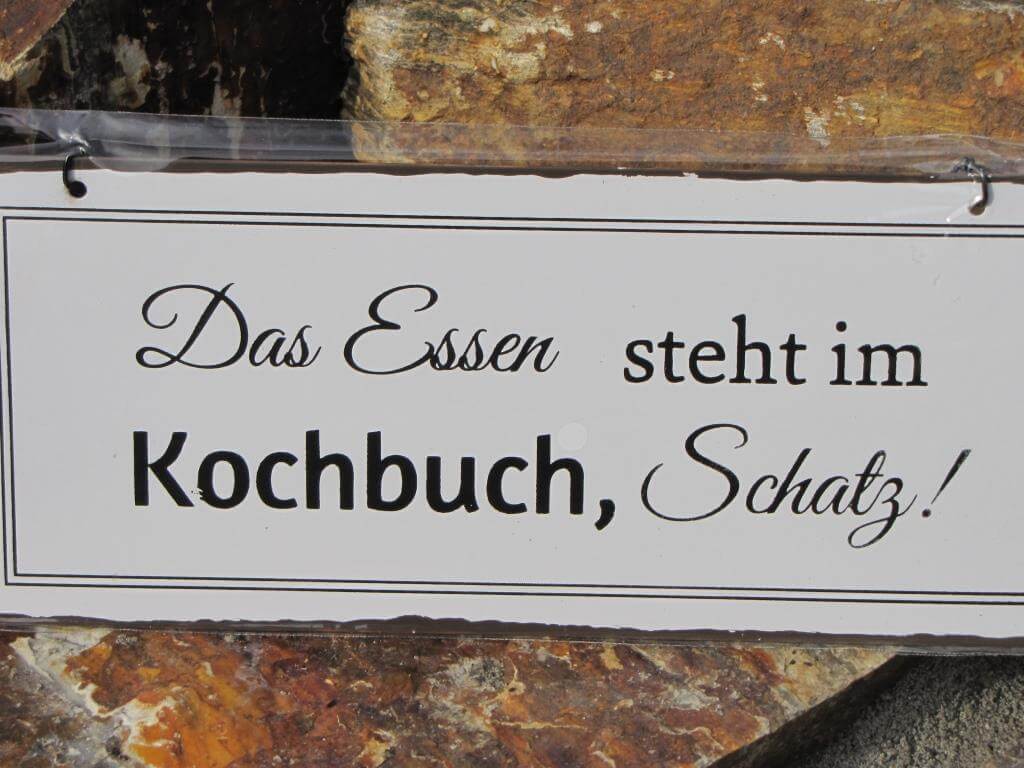 Das Essen steht im
Kochbuch, Schatz!